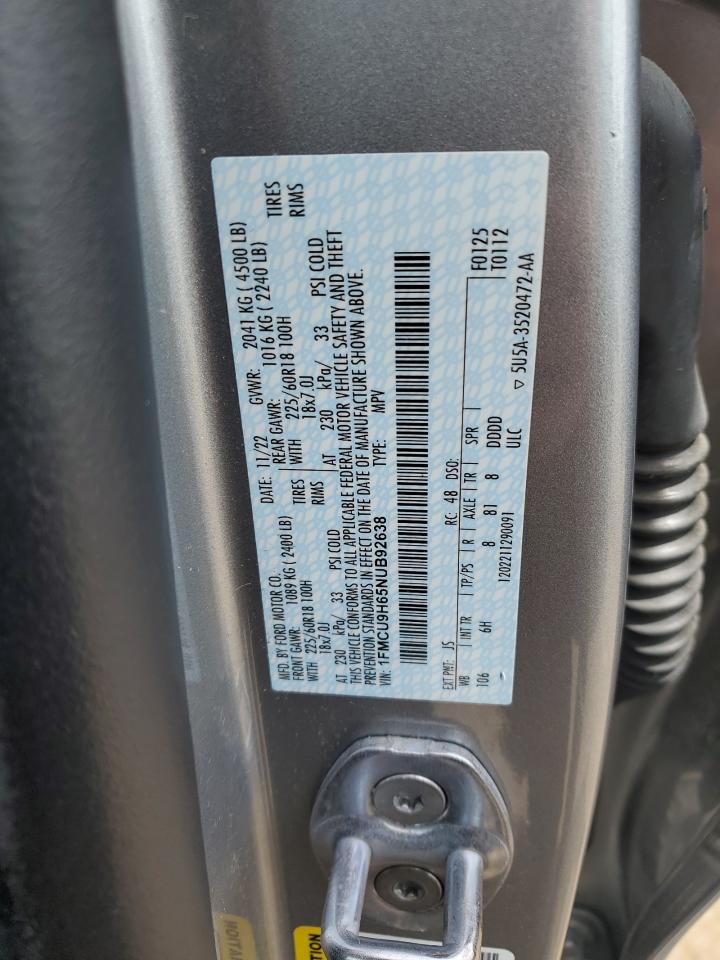 MFD. BY FORD MOTOR CO.
DATE: 11/22 GVWR: 2041 KG ( 4500 LB)
FRONT GAWR: 1089 KG ( 2400 LB) REAR GAWR: 1016 KG ( 2240 LB)
WITH 225/60R18 100H TIRES WITH 225/60R18 100H TIRES
18x7.0J RIMS 18x7.0J RIMS
AT 230 kPa/ 33 PSI COLD AT 230 kPa/ 33 PSI COLD
THIS VEHICLE CONFORMS TO ALL APPLICABLE FEDERAL MOTOR VEHICLE SAFETY AND THEFT
PREVENTION STANDARDS IN EFFECT ON THE DATE OF MANUFACTURE SHOWN ABOVE.
VIN: 1FMCU9H65NUB92638 TYPE: MPV
F0125
T0112
EXT PNT: JS RC: 48 DSO:
WB INT TR TP/PS R AXLE TR SPR
106 6H 8 81 8 DDDD
1202211290091 ULC
▽ 5U5A-3520472-AA